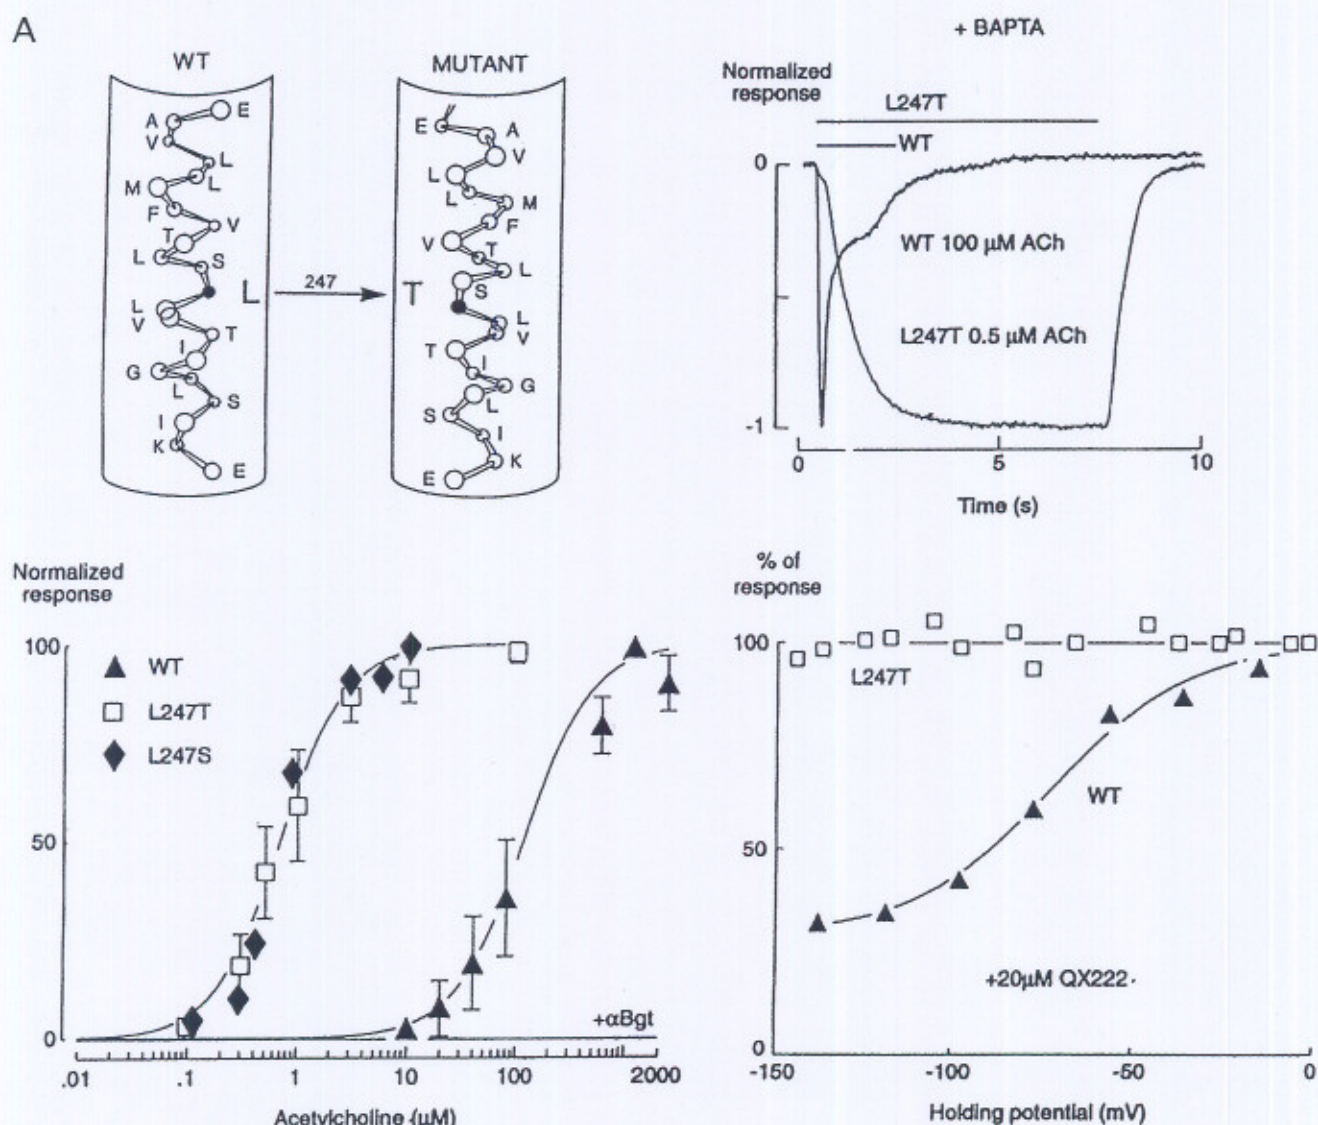 A
WT
MUTANT
A
E
V
L
L
M
F
V
T
L
S
L
247
L
V
T
I
G
L
S
I
K
E
E
A
V
L
L
M
F
V
T
L
S
T
L
V
T
I
G
L
S
I
K
E
+ BAPTA
Normalized
response
L247T
WT
0
WT 100 µM ACh
L247T 0.5 µM ACh
-1
0
5
10
Time (s)
Normalized
response
100
WT
L247T
L247S
50
+αBgt
0
.01
.1
1
10
100
2000
Acetylcholine (µM)
% of
response
100
L247T
WT
50
+20µM QX222
0
-150
-100
-50
0
Holding potential (mV)